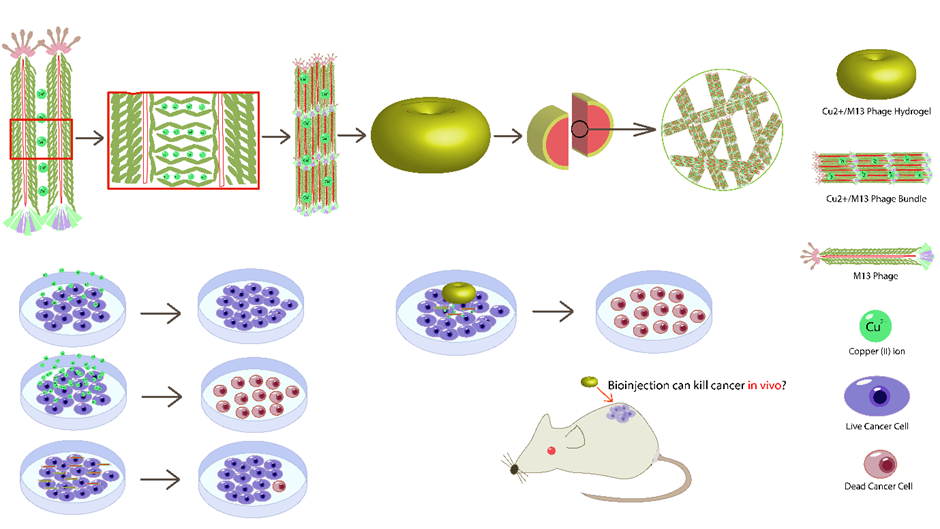 Cu2+/M13 Phage Hydrogel
Cu2+/M13 Phage Bundle
M13 Phage
Cu
Copper (II) ion
Live Cancer Cell
Bioinjection can kill cancer in vivo?
Dead Cancer Cell